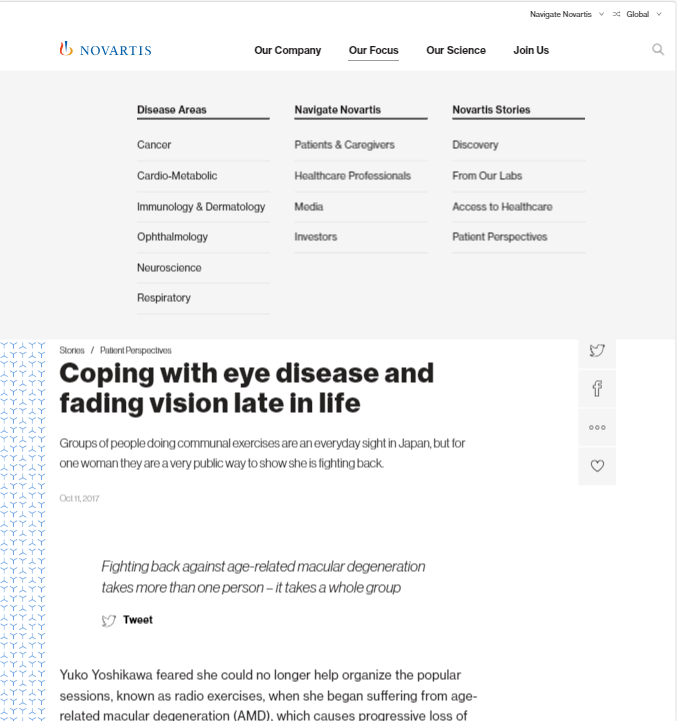 Navigate Novartis Global
NOVARTIS
Our Company Our Focus Our Science Join Us
Disease Areas
Cancer
Cardio-Metabolic
Immunology & Dermatology
Ophthalmology
Neuroscience
Respiratory
Navigate Novartis
Patients & Caregivers
Healthcare Professionals
Media
Investors
Novartis Stories
Discovery
From Our Labs
Access to Healthcare
Patient Perspectives
Stories / Patient Perspectives
Coping with eye disease and
fading vision late in life
Groups of people doing communal exercises are an everyday sight in Japan, but for
one woman they are a very public way to show she is fighting back.
Oct 11, 2017
Fighting back against age-related macular degeneration
takes more than one person – it takes a whole group
Tweet
Yuko Yoshikawa feared she could no longer help organize the popular
sessions, known as radio exercises, when she began suffering from age-
related macular degeneration (AMD), which causes progressive loss of